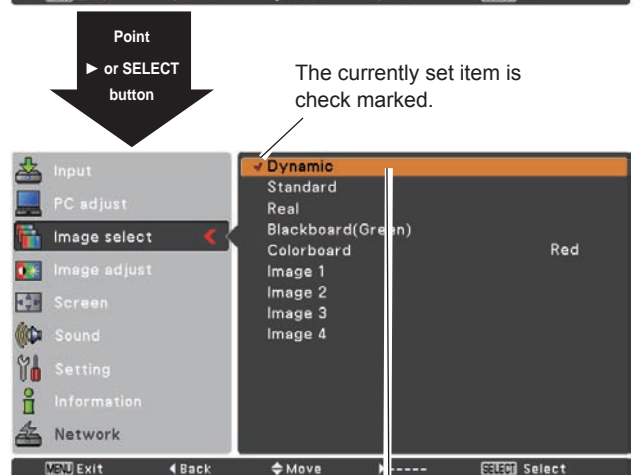 Point
► or SELECT
button
The currently set item is
check marked.
Input
PC adjust
Image select
Image adjust
Screen
Sound
Setting
Information
Network
✓ Dynamic
Standard
Real
Blackboard(Green)
Colorboard Red
Image 1
Image 2
Image 3
Image 4
MENU Exit ◄Back Move -----  SELECT Select